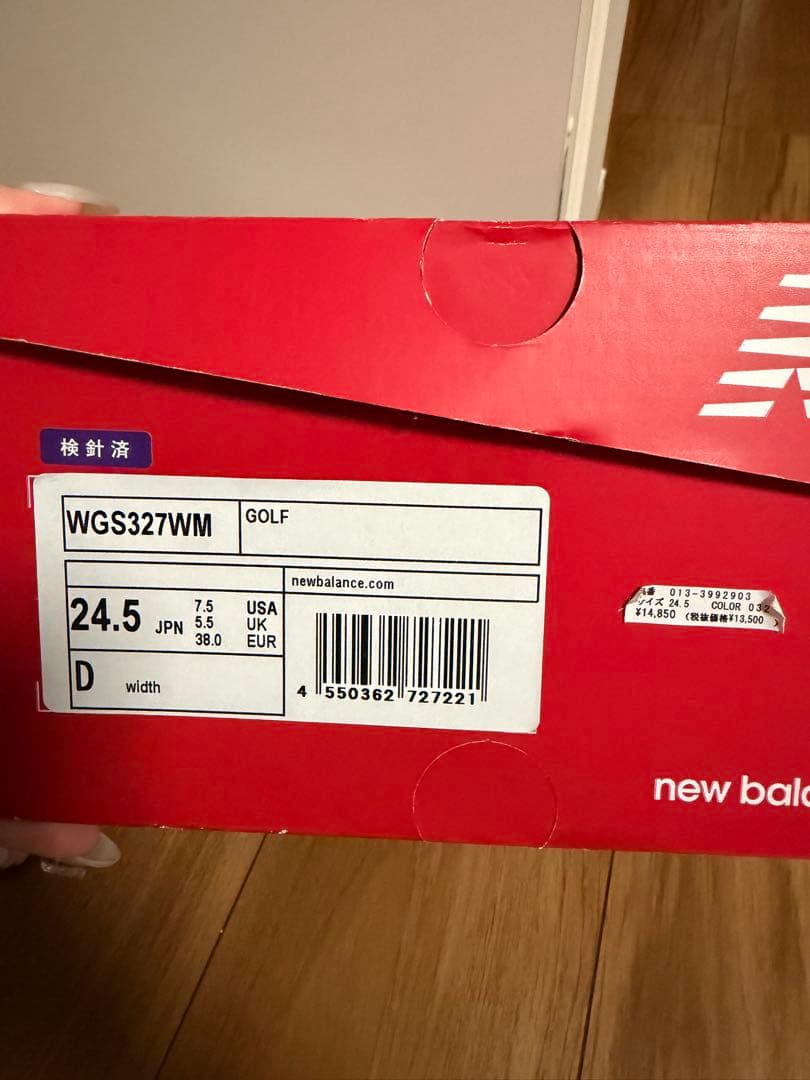 検針済
WGS327WM
GOLF
newbalance.com
24.5 JPN
7.5 USA
5.5 UK
38.0 EUR
D width
4 550362 727221
番 013-3992903
サイズ 24.5 COLOR 032
¥14,850 (税抜価格¥13,500
new bala